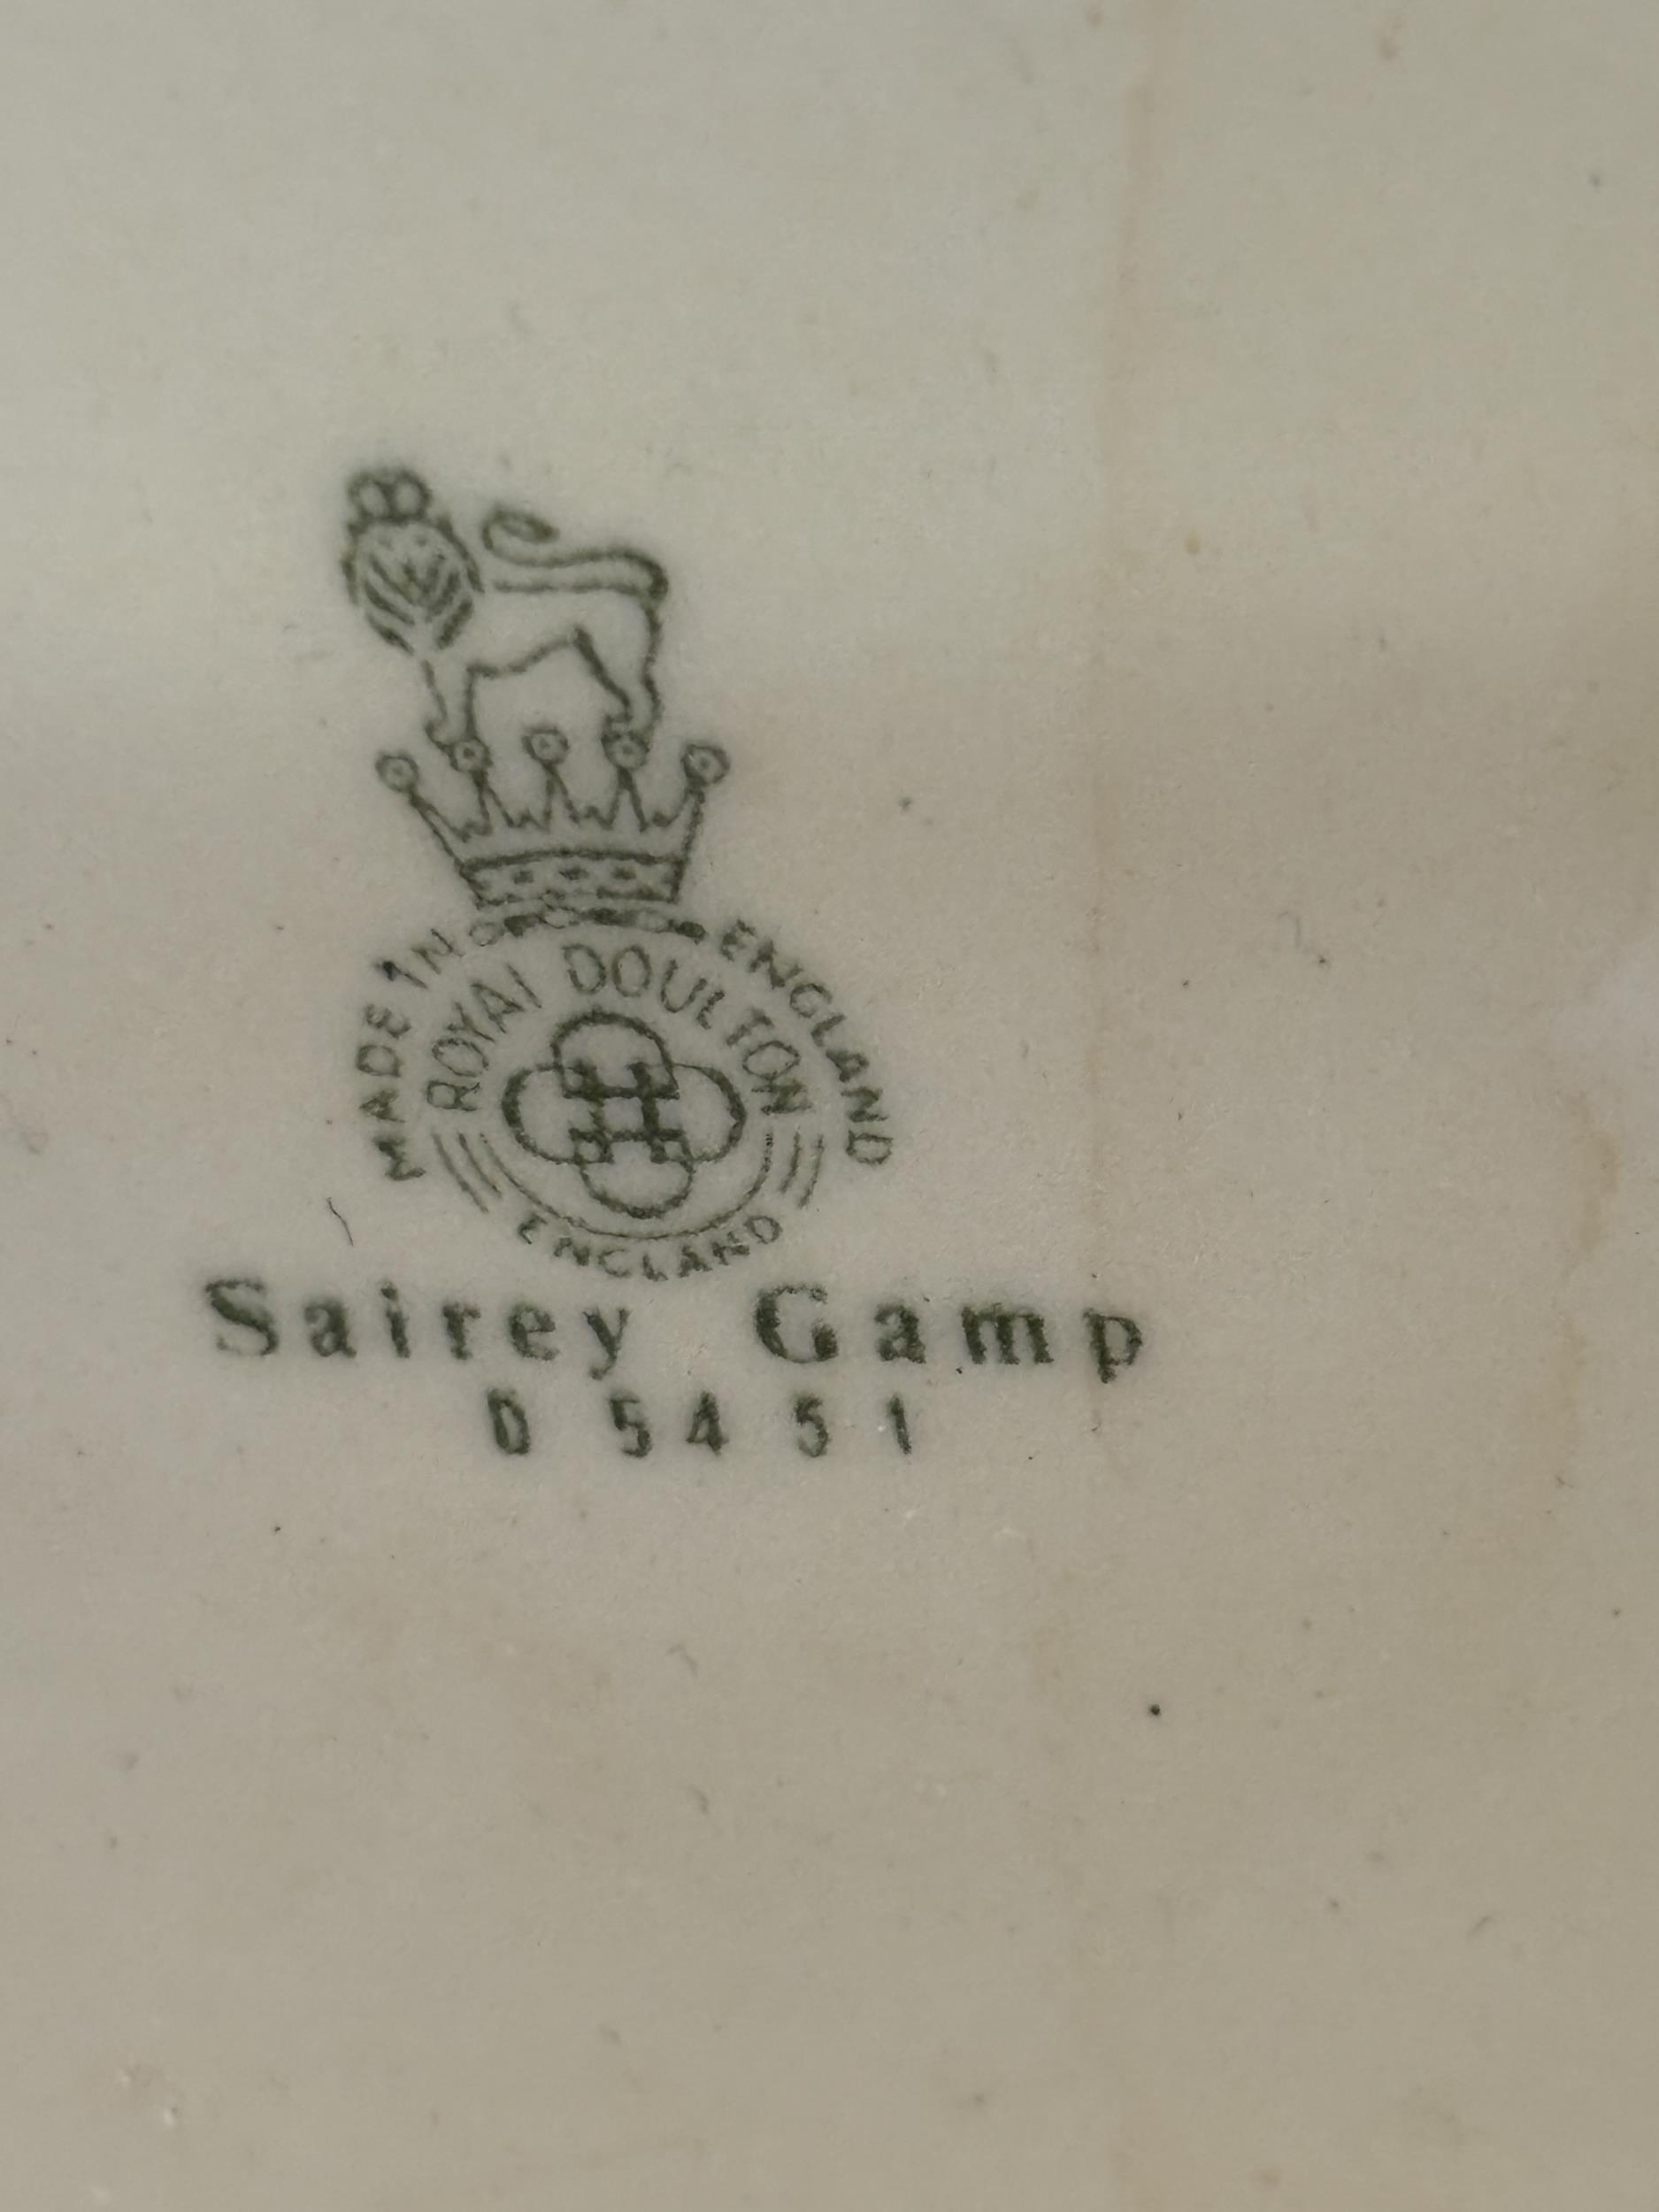 MADE IN ENGLAND
ROYAL DOULTON
ENGLAND
Sairey Gamp
D 5451